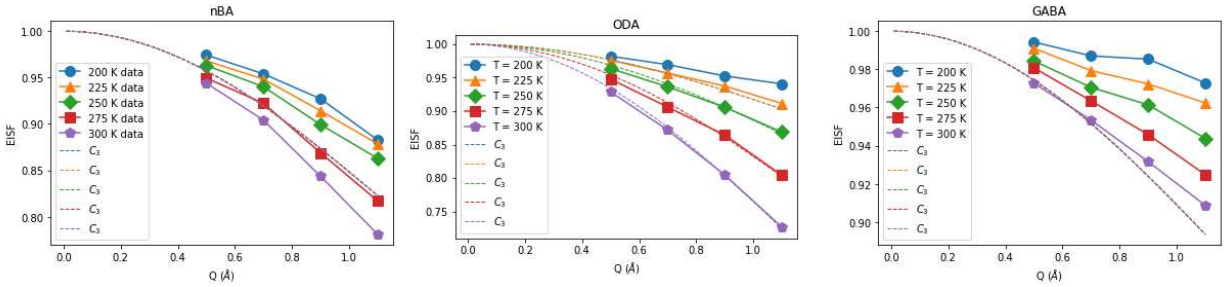 nBA
1.00
0.95
0.90
0.85
0.80
EISF
200 K data
225 K data
250 K data
275 K data
300 K data
C₃
C₃
C₃
C₃
C₃
0.0 0.2 0.4 0.6 0.8 1.0
Q (Å)
ODA
1.00
0.95
0.90
0.85
0.80
0.75
EISF
T = 200 K
T = 225 K
T = 250 K
T = 275 K
T = 300 K
C₃
C₃
C₃
C₃
C₃
0.0 0.2 0.4 0.6 0.8 1.0
Q (Å)
GABA
1.00
0.98
0.96
0.94
0.92
0.90
EISF
T = 200 K
T = 225 K
T = 250 K
T = 275 K
T = 300 K
C₃
C₃
C₃
C₃
C₃
0.0 0.2 0.4 0.6 0.8 1.0
Q (Å)